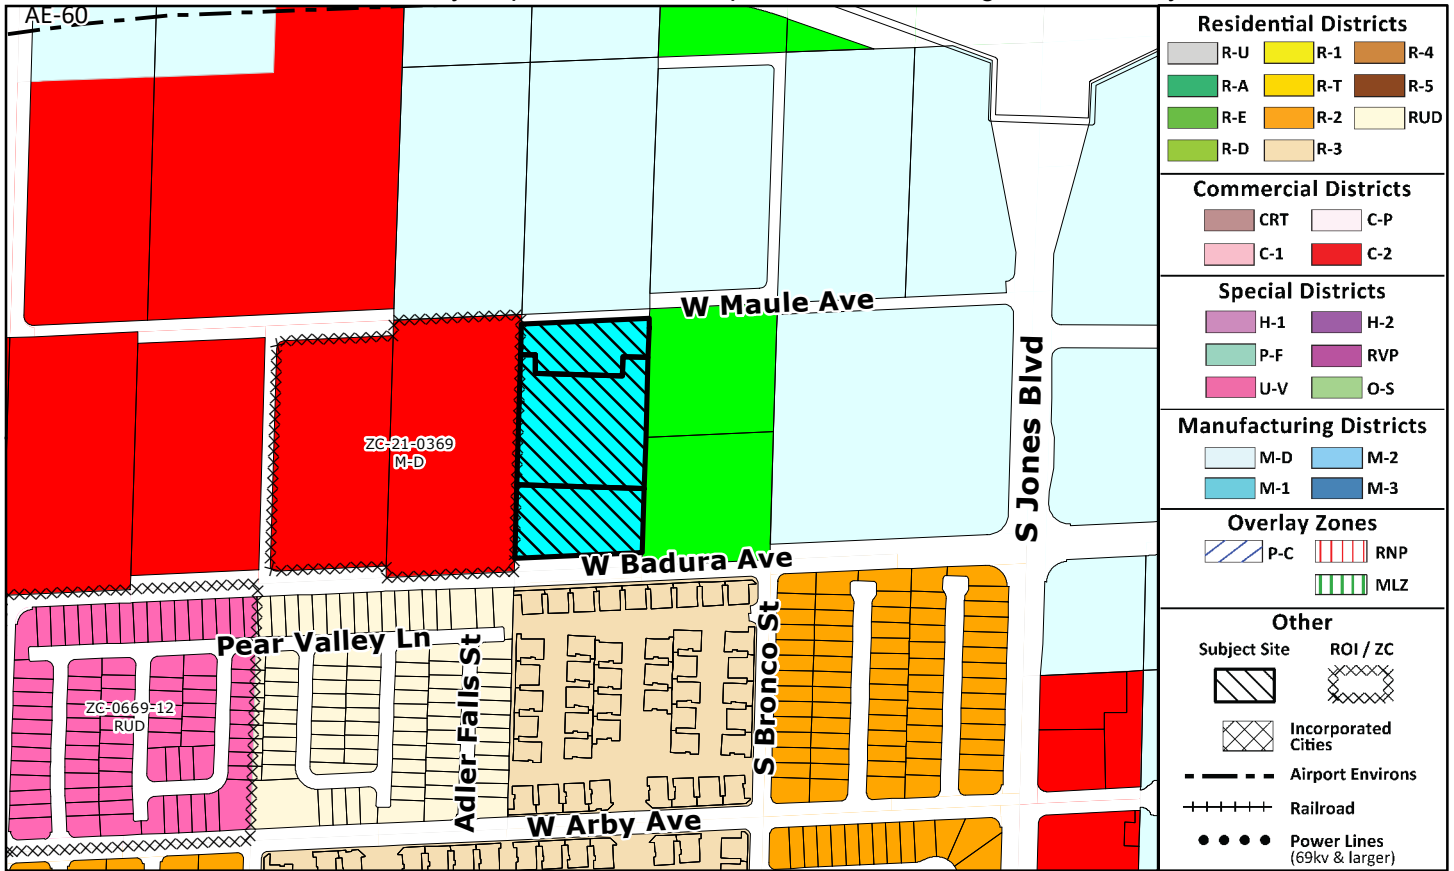 AE-60
W Maule Ave
S Jones Blvd
ZC-21-0369
M-D
W Badura Ave
Pear Valley Ln
Adler Falls St
S Bronco St
ZC-0669-12
RUD
W Arby Ave
Residential Districts
R-U R-1 R-4
R-A R-T R-5
R-E R-2 RUD
R-D R-3
Commercial Districts
CRT C-P
C-1 C-2
Special Districts
H-1 H-2
P-F RVP
U-V O-S
Manufacturing Districts
M-D M-2
M-1 M-3
Overlay Zones
P-C RNP
MLZ
Other
Subject Site ROI / ZC
Incorporated
Cities
Airport Environs
Railroad
Power Lines
(69kv & larger)